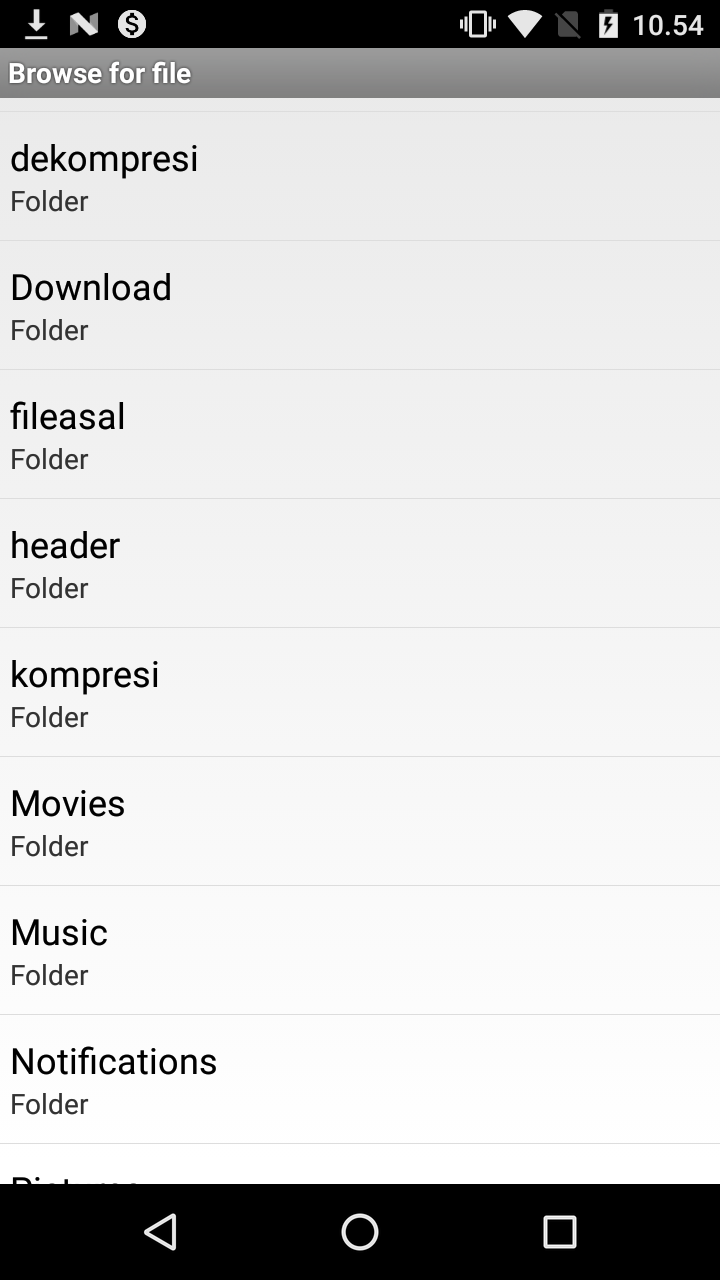 10.54
Browse for file
dekompresi
Folder
Download
Folder
fileasal
Folder
header
Folder
kompresi
Folder
Movies
Folder
Music
Folder
Notifications
Folder